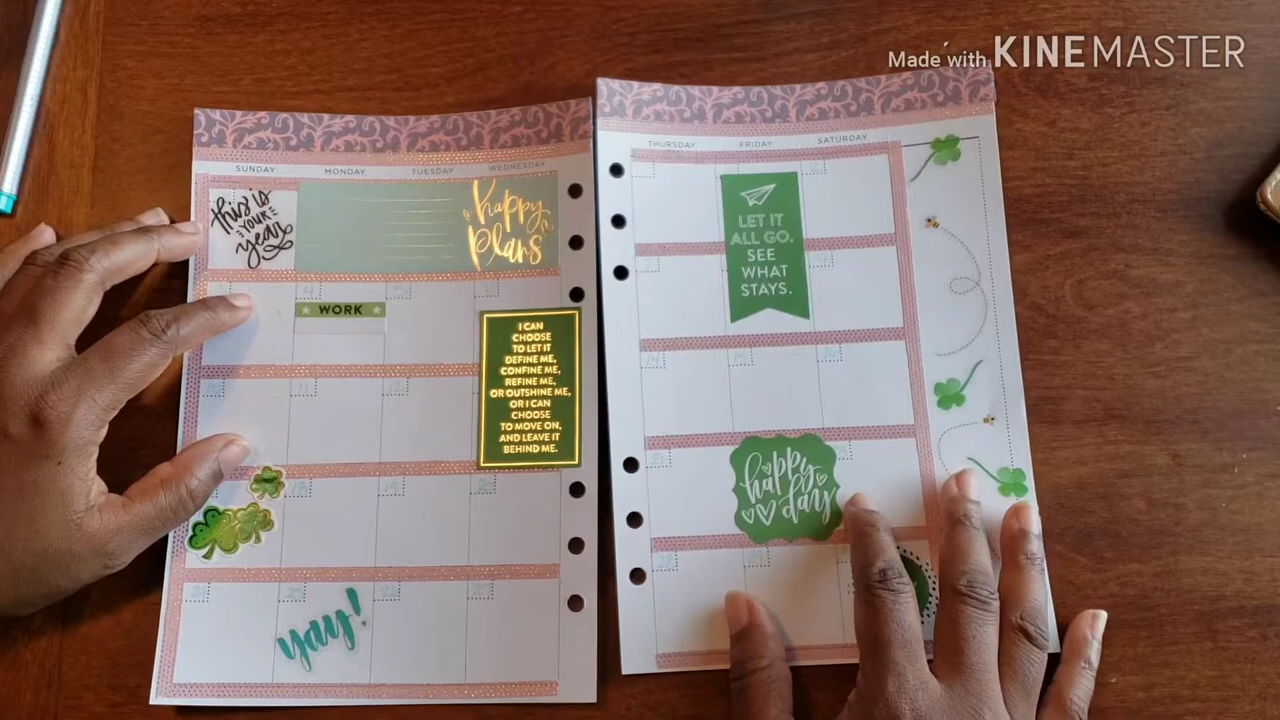 Made with KINEMASTER
SUNDAY MONDAY TUESDAY WEDNESDAY
this is
YOUR
year
happy
plans
WORK
I CAN
CHOOSE
TO LET IT
DEFINE ME,
CONFINE ME,
REFINE ME,
OR OUTSHINE ME,
OR I CAN
CHOOSE
TO MOVE ON,
AND LEAVE IT
BEHIND ME.
yay!
THURSDAY FRIDAY SATURDAY
LET IT
ALL GO.
SEE
WHAT
STAYS.
happy
day